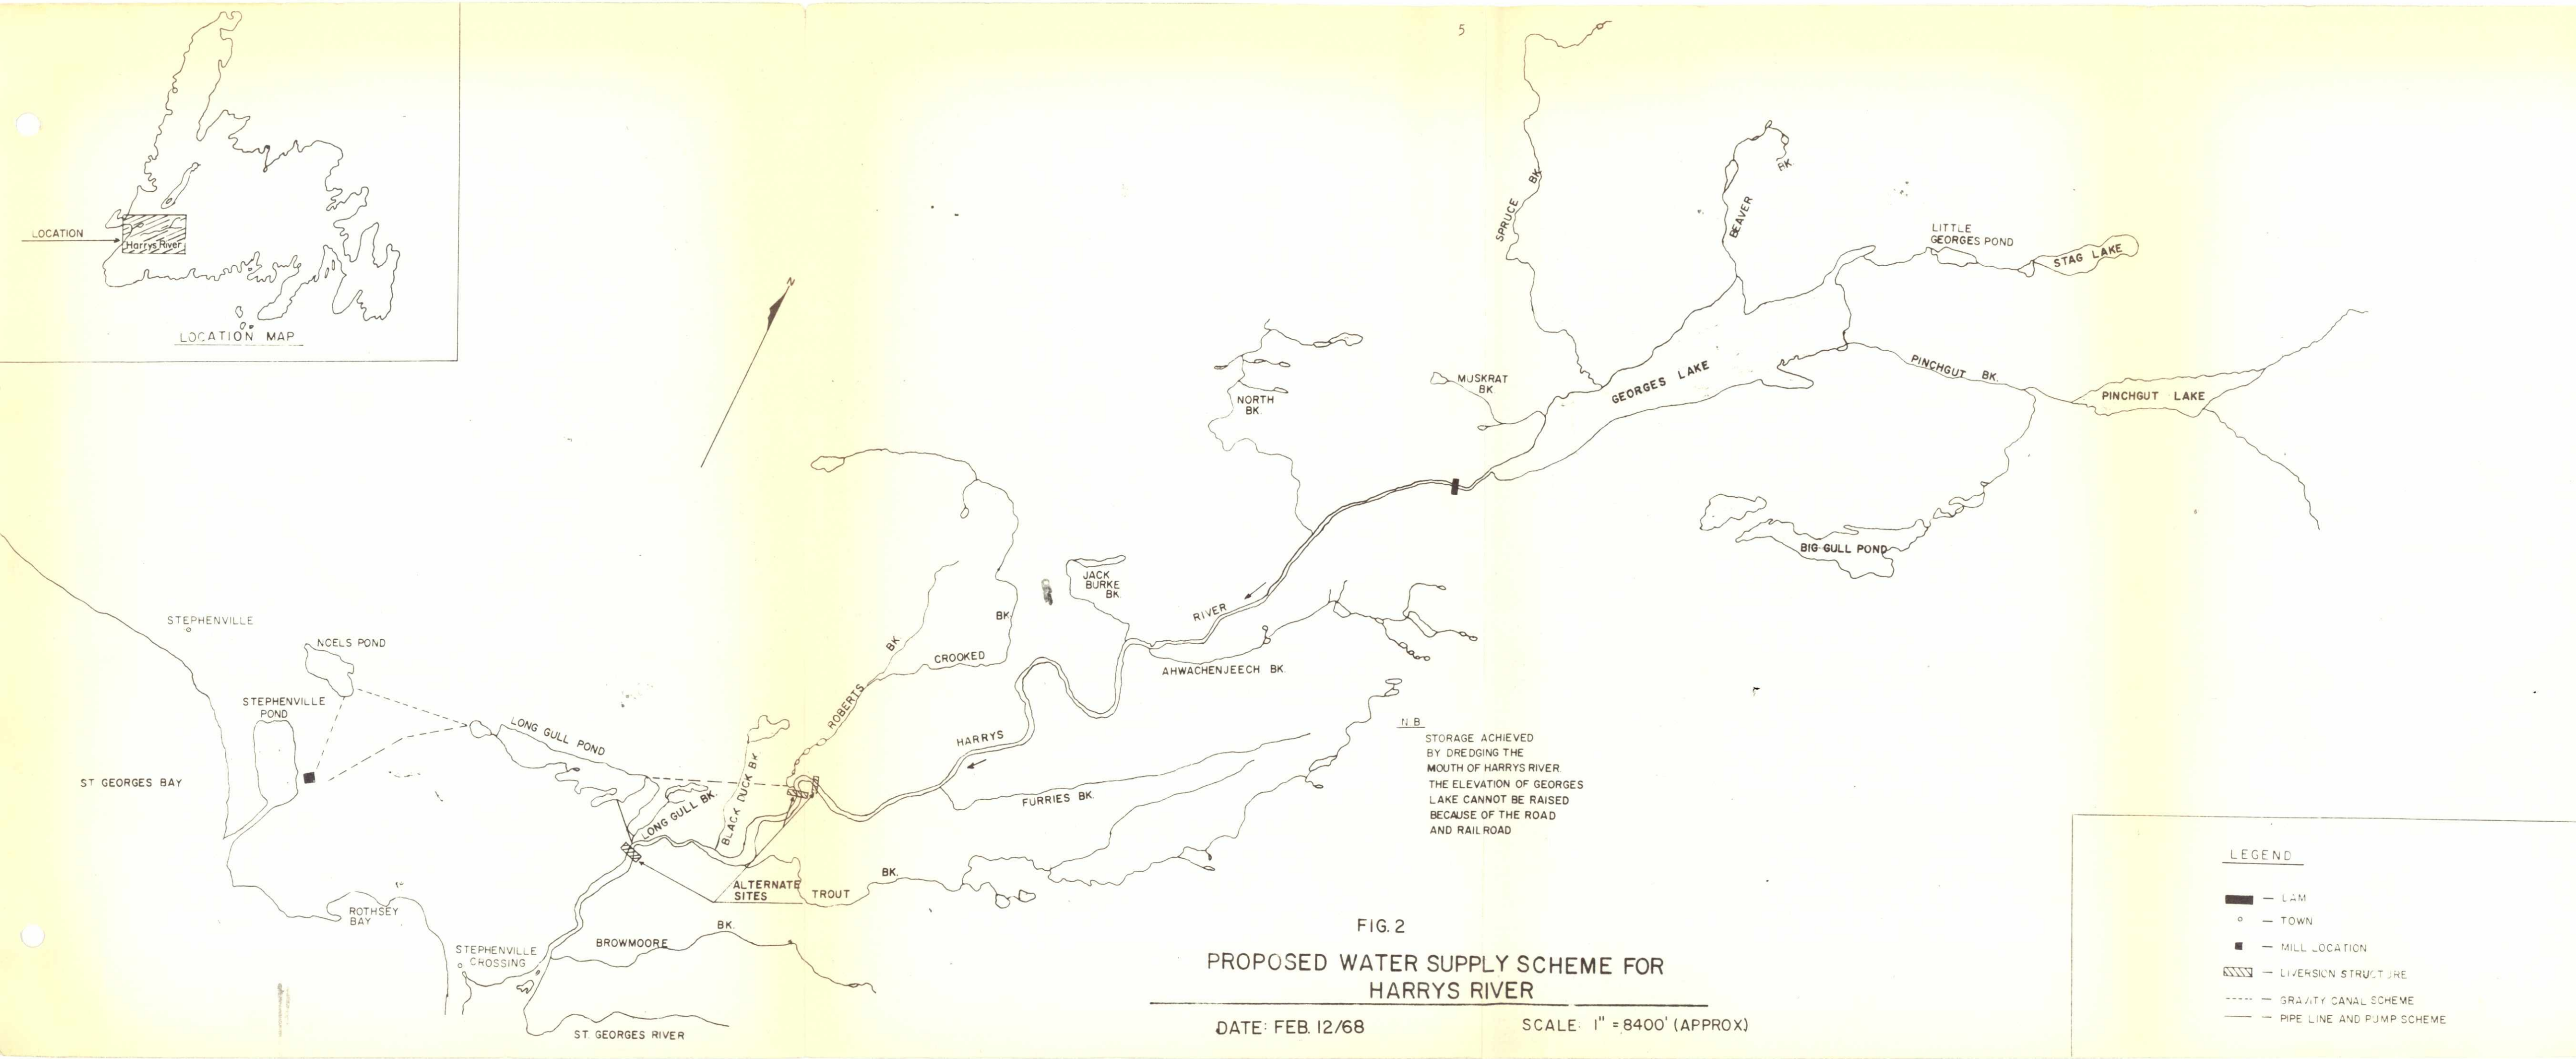 5
LOCATION
Harrys River
LOCATION MAP
N
SPRUCE BK.
BEAVER BK.
LITTLE
GEORGES POND
STAG LAKE
NORTH
BK.
MUSKRAT
BK
GEORGES LAKE
PINCHGUT BK.
PINCHGUT LAKE
BIG GULL POND
JACK
BURKE
BK.
HARRYS RIVER
AHWACHENJEECH BK.
CROOKED BK.
ROBERTS BK
STEPHENVILLE
NOELS POND
STEPHENVILLE
POND
LONG GULL POND
ST GEORGES BAY
LONG GULL BK.
BLACK DUCK BK.
FURRIES BK.
ALTERNATE
SITES
TROUT BK.
ROTHSEY
BAY
STEPHENVILLE
CROSSING
BROWMOORE BK.
ST. GEORGES RIVER
N.B.
STORAGE ACHIEVED
BY DREDGING THE
MOUTH OF HARRYS RIVER.
THE ELEVATION OF GEORGES
LAKE CANNOT BE RAISED
BECAUSE OF THE ROAD
AND RAILROAD
FIG. 2
PROPOSED WATER SUPPLY SCHEME FOR
HARRYS RIVER
DATE: FEB. 12/68
SCALE: 1" = 8400' (APPROX)
LEGEND
— DAM
— TOWN
— MILL LOCATION
— DIVERSION STRUCTURE
— GRAVITY CANAL SCHEME
— PIPE LINE AND PUMP SCHEME